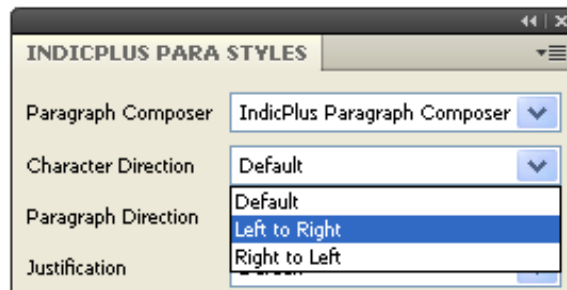 INDICPLUS PARA STYLES
Paragraph Composer IndicPlus Paragraph Composer
Character Direction Default
Default
Paragraph Direction Left to Right
Right to Left
Justification